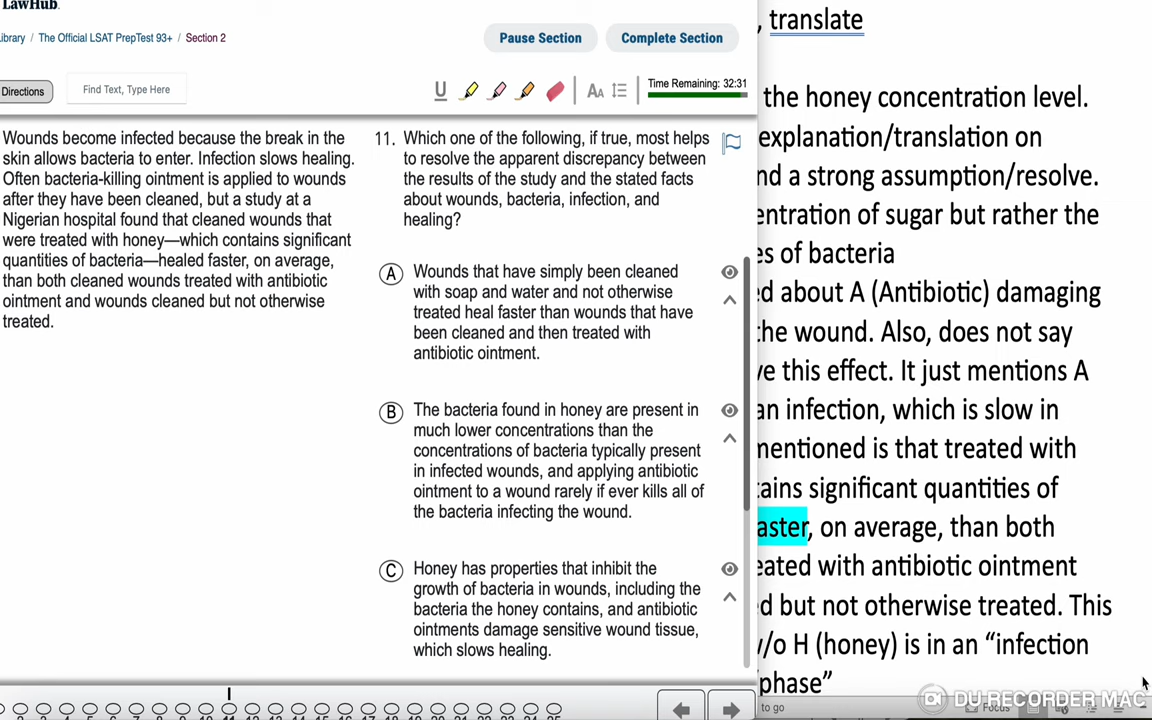 LawHub
The Official LSAT PrepTest 93+ / Section 2
Pause Section
Complete Section
Directions
Find Text, Type Here
U
AA
Time Remaining: 32:31
Wounds become infected because the break in the
skin allows bacteria to enter. Infection slows healing.
Often bacteria-killing ointment is applied to wounds
after they have been cleaned, but a study at a
Nigerian hospital found that cleaned wounds that
were treated with honey—which contains significant
quantities of bacteria—healed faster, on average,
than both cleaned wounds treated with antibiotic
ointment and wounds cleaned but not otherwise
treated.
11. Which one of the following, if true, most helps
to resolve the apparent discrepancy between
the results of the study and the stated facts
about wounds, bacteria, infection, and
healing?
A Wounds that have simply been cleaned
with soap and water and not otherwise
treated heal faster than wounds that have
been cleaned and then treated with
antibiotic ointment.
B The bacteria found in honey are present in
much lower concentrations than the
concentrations of bacteria typically present
in infected wounds, and applying antibiotic
ointment to a wound rarely if ever kills all of
the bacteria infecting the wound.
C Honey has properties that inhibit the
growth of bacteria in wounds, including the
bacteria the honey contains, and antibiotic
ointments damage sensitive wound tissue,
which slows healing.
, translate
the honey concentration level.
explanation/translation on
nd a strong assumption/resolve.
entration of sugar but rather the
es of bacteria
ed about A (Antibiotic) damaging
the wound. Also, does not say
ve this effect. It just mentions A
an infection, which is slow in
mentioned is that treated with
tains significant quantities of
aster, on average, than both
eated with antibiotic ointment
d but not otherwise treated. This
/o H (honey) is in an “infection
phase”
to go
Focus
DU RECORDER MAC